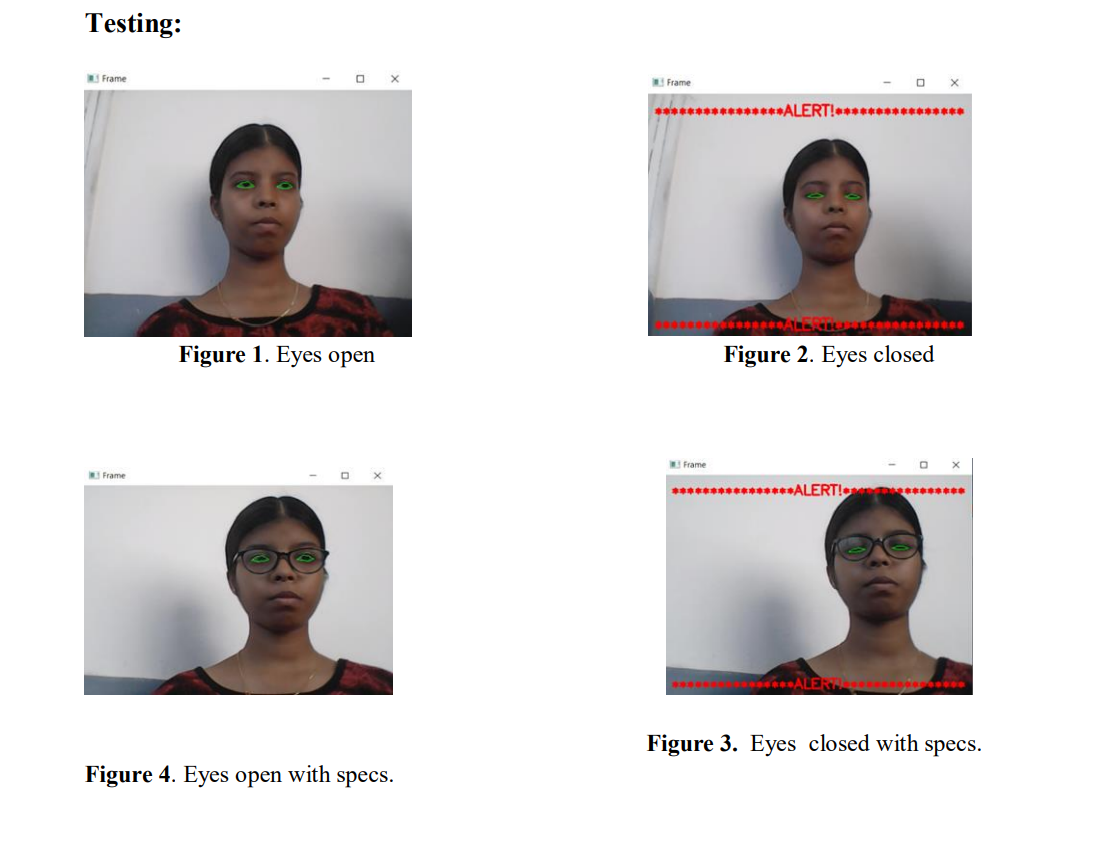 Testing:
Frame
Frame
*****************ALERT!*****************
*****************ALERT!*****************
Figure 1. Eyes open
Figure 2. Eyes closed
Frame
Frame
****************ALERT!****************
****************ALERT!****************
Figure 3.  Eyes  closed with specs.
Figure 4. Eyes open with specs.